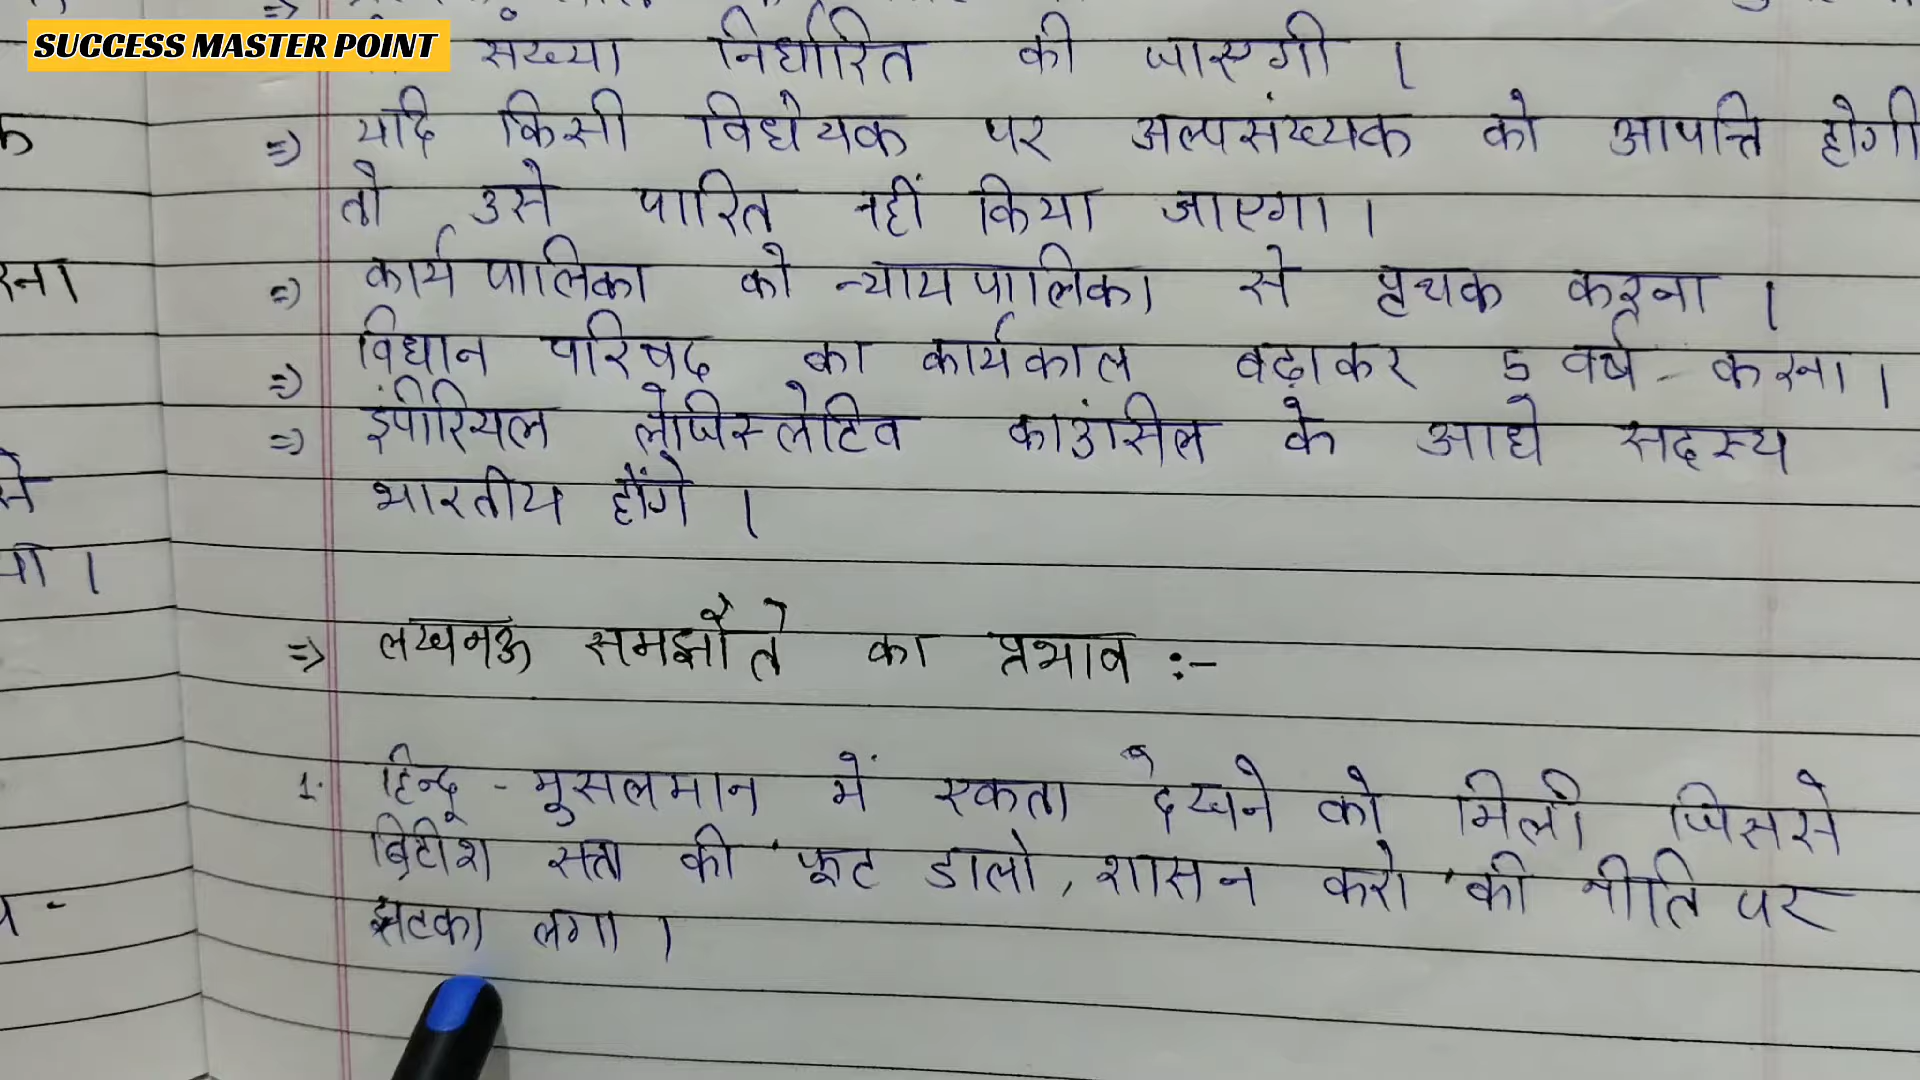 SUCCESS MASTER POINT
संख्या निर्धारित की जाएगी ।
क
=> यदि किसी विधेयक पर अल्पसंख्यक को आपत्ति होगी
तो उसे पारित नहीं किया जाएगा ।
रना ।
=> कार्यपालिका को न्यायपालिका से पृथक करना ।
=> विधान परिषद का कार्यकाल बढ़ाकर 5 वर्ष करना ।
=> इंपीरियल लेजिस्लेटिव काउंसिल के आधे सदस्य
भारतीय होंगे ।
=> लखनऊ समझौते का प्रभाव :-
1. हिन्दू - मुसलमान में एकता देखने को मिली जिससे
ब्रिटीश सत्ता की 'फूट डालो, शासन करो' की नीति पर
झटका लगा ।